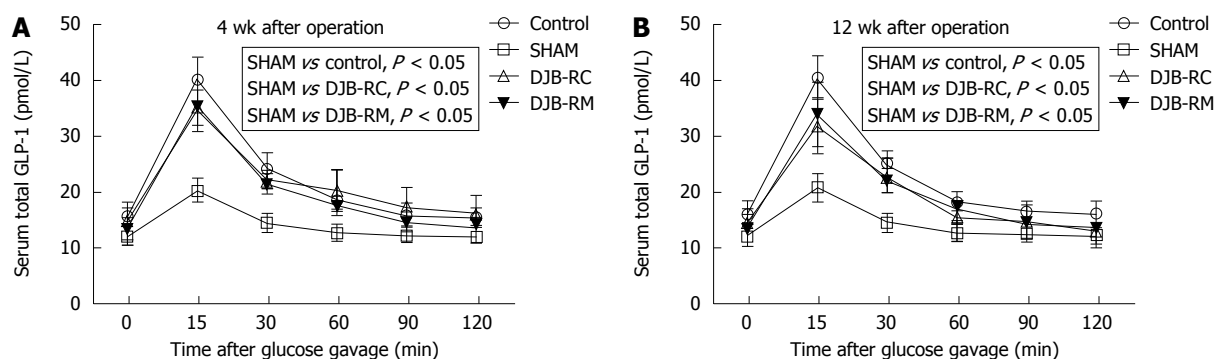 A
4 wk after operation
SHAM vs control, P < 0.05
SHAM vs DJB-RC, P < 0.05
SHAM vs DJB-RM, P < 0.05
Control
SHAM
DJB-RC
DJB-RM
Serum total GLP-1 (pmol/L)
50
40
30
20
10
0
0 15 30 60 90 120
Time after glucose gavage (min)
B
12 wk after operation
SHAM vs control, P < 0.05
SHAM vs DJB-RC, P < 0.05
SHAM vs DJB-RM, P < 0.05
Control
SHAM
DJB-RC
DJB-RM
Serum total GLP-1 (pmol/L)
50
40
30
20
10
0
0 15 30 60 90 120
Time after glucose gavage (min)